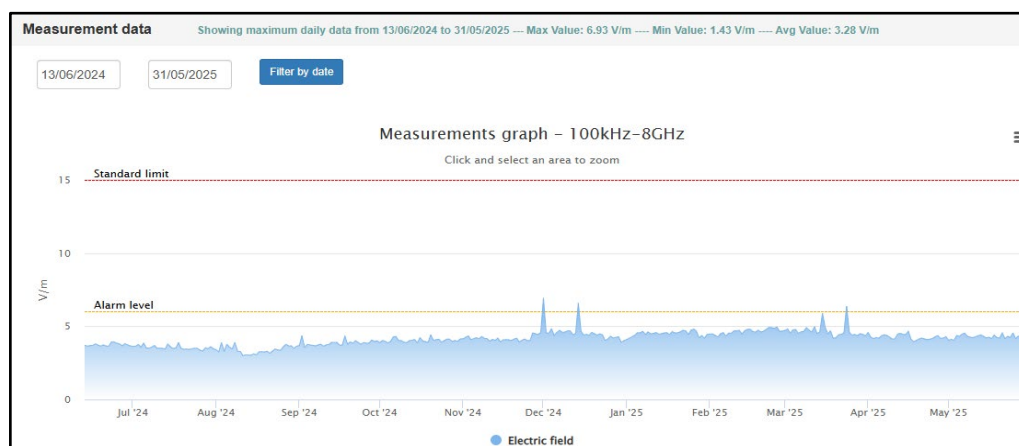 Measurement data Showing maximum daily data from 13/06/2024 to 31/05/2025 --- Max Value: 6.93 V/m ---- Min Value: 1.43 V/m ---- Avg Value: 3.28 V/m
13/06/2024 31/05/2025 Filter by date
Measurements graph - 100kHz-8GHz
Click and select an area to zoom
Standard limit
15
10
V/m
Alarm level
5
0
Jul '24 Aug '24 Sep '24 Oct '24 Nov '24 Dec '24 Jan '25 Feb '25 Mar '25 Apr '25 May '25
Electric field